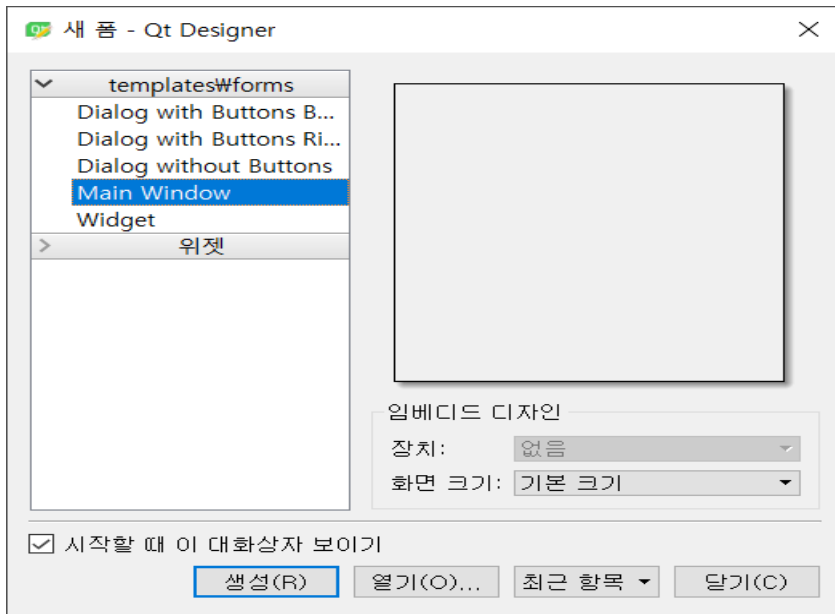 새 폼 - Qt Designer
templates₩forms
Dialog with Buttons B...
Dialog with Buttons Ri...
Dialog without Buttons
Main Window
Widget
위젯
임베디드 디자인
장치: 없음
화면 크기: 기본 크기
시작할 때 이 대화상자 보이기
생성(R) 열기(O)... 최근 항목 닫기(C)